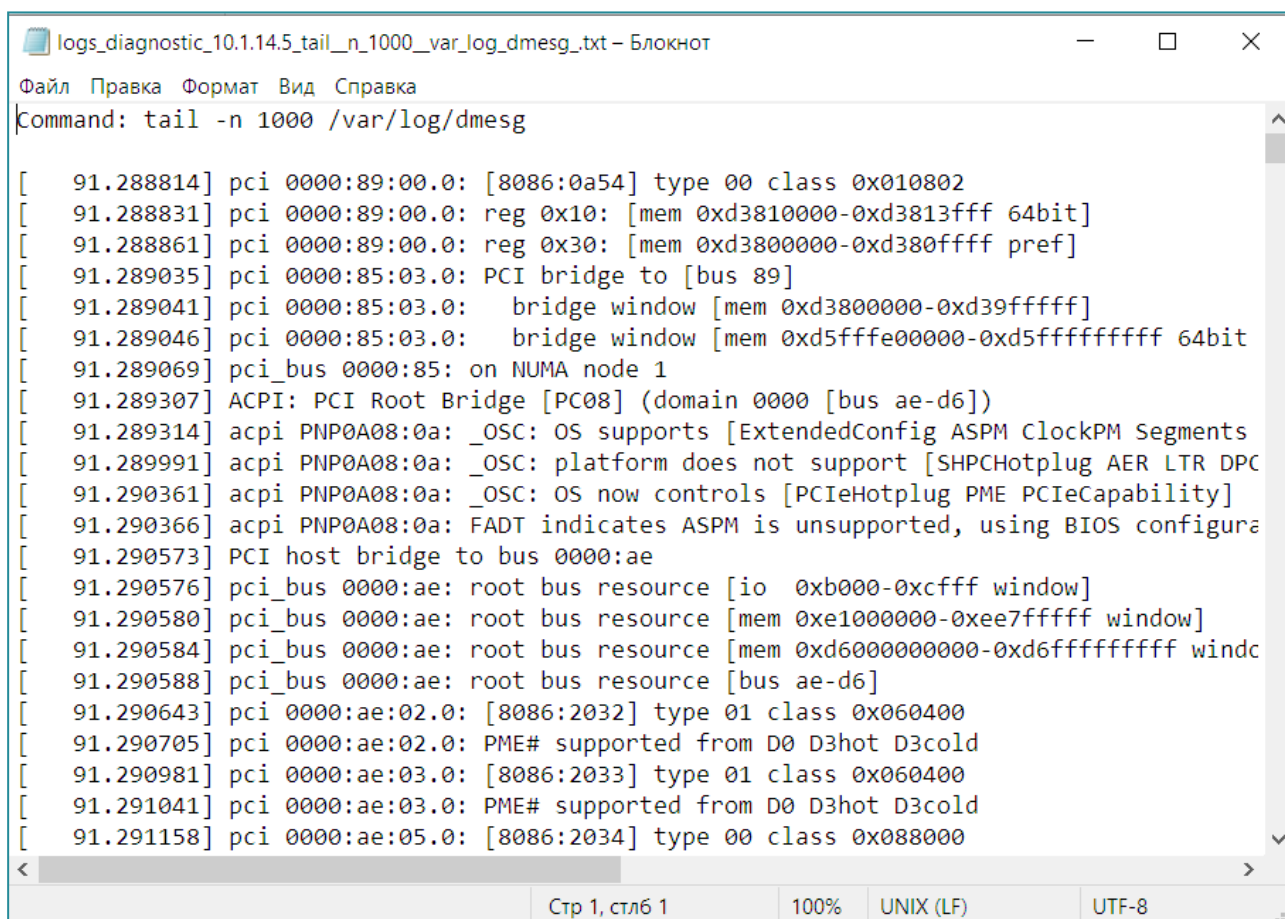 logs_diagnostic_10.1.14.5_tail__n_1000__var_log_dmesg_.txt – Блокнот
Файл Правка Формат Вид Справка
Command: tail -n 1000 /var/log/dmesg
[   91.288814] pci 0000:89:00.0: [8086:0a54] type 00 class 0x010802
[   91.288831] pci 0000:89:00.0: reg 0x10: [mem 0xd3810000-0xd3813fff 64bit]
[   91.288861] pci 0000:89:00.0: reg 0x30: [mem 0xd3800000-0xd380ffff pref]
[   91.289035] pci 0000:85:03.0: PCI bridge to [bus 89]
[   91.289041] pci 0000:85:03.0:   bridge window [mem 0xd3800000-0xd39fffff]
[   91.289046] pci 0000:85:03.0:   bridge window [mem 0xd5fffe00000-0xd5fffffffff 64bit
[   91.289069] pci_bus 0000:85: on NUMA node 1
[   91.289307] ACPI: PCI Root Bridge [PC08] (domain 0000 [bus ae-d6])
[   91.289314] acpi PNP0A08:0a: _OSC: OS supports [ExtendedConfig ASPM ClockPM Segments
[   91.289991] acpi PNP0A08:0a: _OSC: platform does not support [SHPCHotplug AER LTR DPC
[   91.290361] acpi PNP0A08:0a: _OSC: OS now controls [PCIeHotplug PME PCIeCapability]
[   91.290366] acpi PNP0A08:0a: FADT indicates ASPM is unsupported, using BIOS configura
[   91.290573] PCI host bridge to bus 0000:ae
[   91.290576] pci_bus 0000:ae: root bus resource [io  0xb000-0xcfff window]
[   91.290580] pci_bus 0000:ae: root bus resource [mem 0xe1000000-0xee7fffff window]
[   91.290584] pci_bus 0000:ae: root bus resource [mem 0xd6000000000-0xd6fffffffff windo
[   91.290588] pci_bus 0000:ae: root bus resource [bus ae-d6]
[   91.290643] pci 0000:ae:02.0: [8086:2032] type 01 class 0x060400
[   91.290705] pci 0000:ae:02.0: PME# supported from D0 D3hot D3cold
[   91.290981] pci 0000:ae:03.0: [8086:2033] type 01 class 0x060400
[   91.291041] pci 0000:ae:03.0: PME# supported from D0 D3hot D3cold
[   91.291158] pci 0000:ae:05.0: [8086:2034] type 00 class 0x088000
Стр 1, стлб 1 100% UNIX (LF) UTF-8